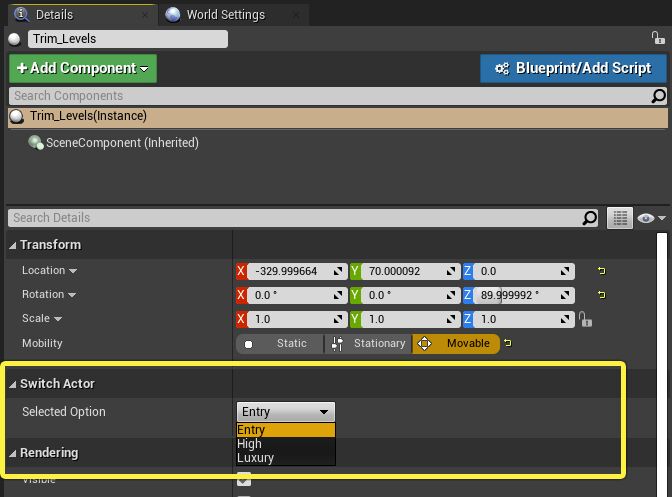 Details World Settings
Trim_Levels
+Add Component Blueprint/Add Script
Search Components
Trim_Levels(Instance)
SceneComponent (Inherited)
Search Details
Transform
Location X -329.999664 Y 70.000092 Z 0.0
Rotation X 0.0 ° Y 0.0 ° Z 89.999992 °
Scale X 1.0 Y 1.0 Z 1.0
Mobility Static Stationary Movable
Switch Actor
Selected Option Entry
Entry
High
Luxury
Rendering
Visible